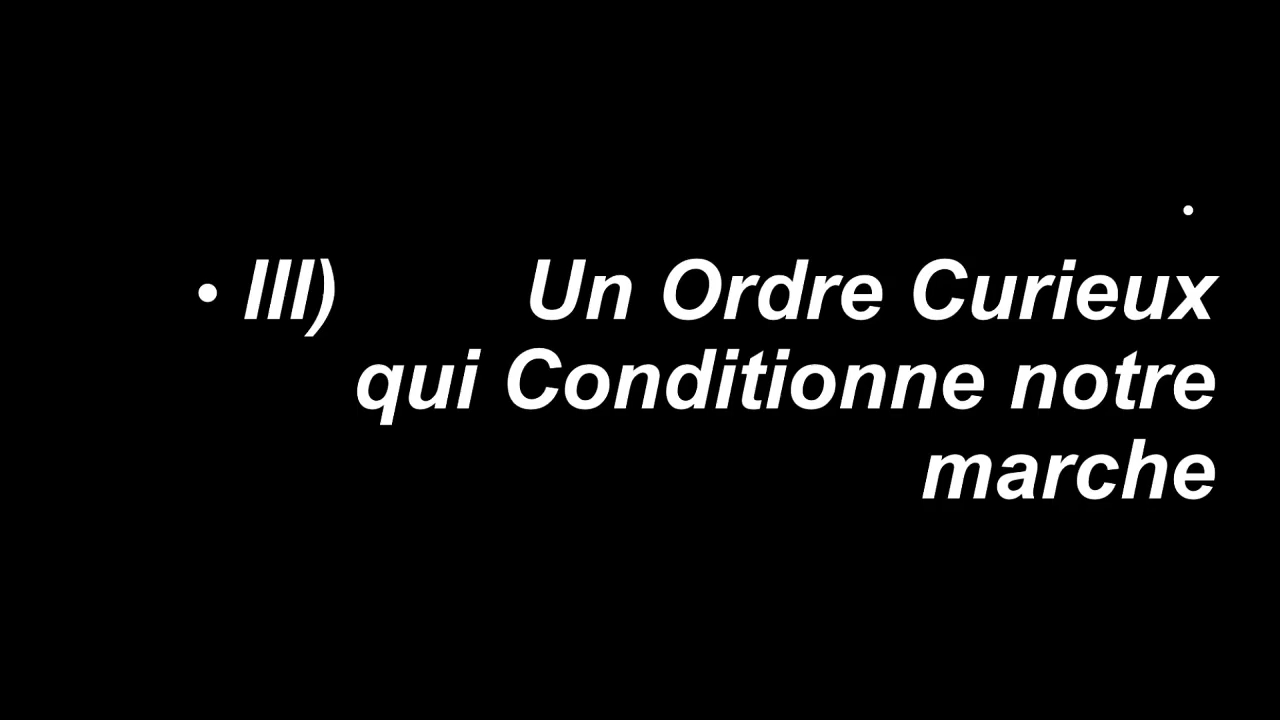 •
• III) Un Ordre Curieux
qui Conditionne notre
marche